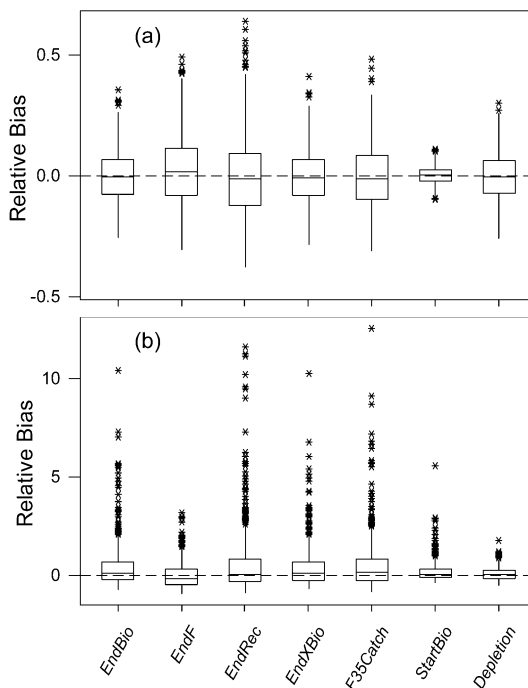 (a)
0.5
0.0
-0.5
Relative Bias
(b)
10
5
0
Relative Bias
EndBio
EndF
EndRec
EndXBio
F35Catch
StartBio
Depletion